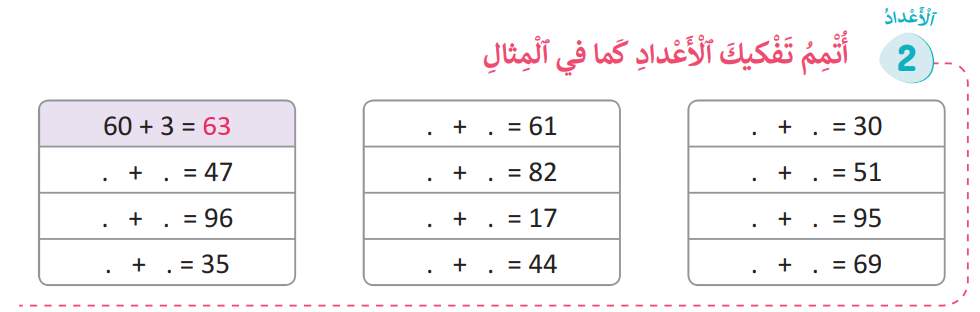 اَلْأَعْدادُ
2
أُتْمِمُ تَفْكيكَ ٱلْأَعْدادِ كَما في ٱلْمِثالِ
60 + 3 = 63
. + . = 47
. + . = 96
. + . = 35
. + . = 61
. + . = 82
. + . = 17
. + . = 44
. + . = 30
. + . = 51
. + . = 95
. + . = 69